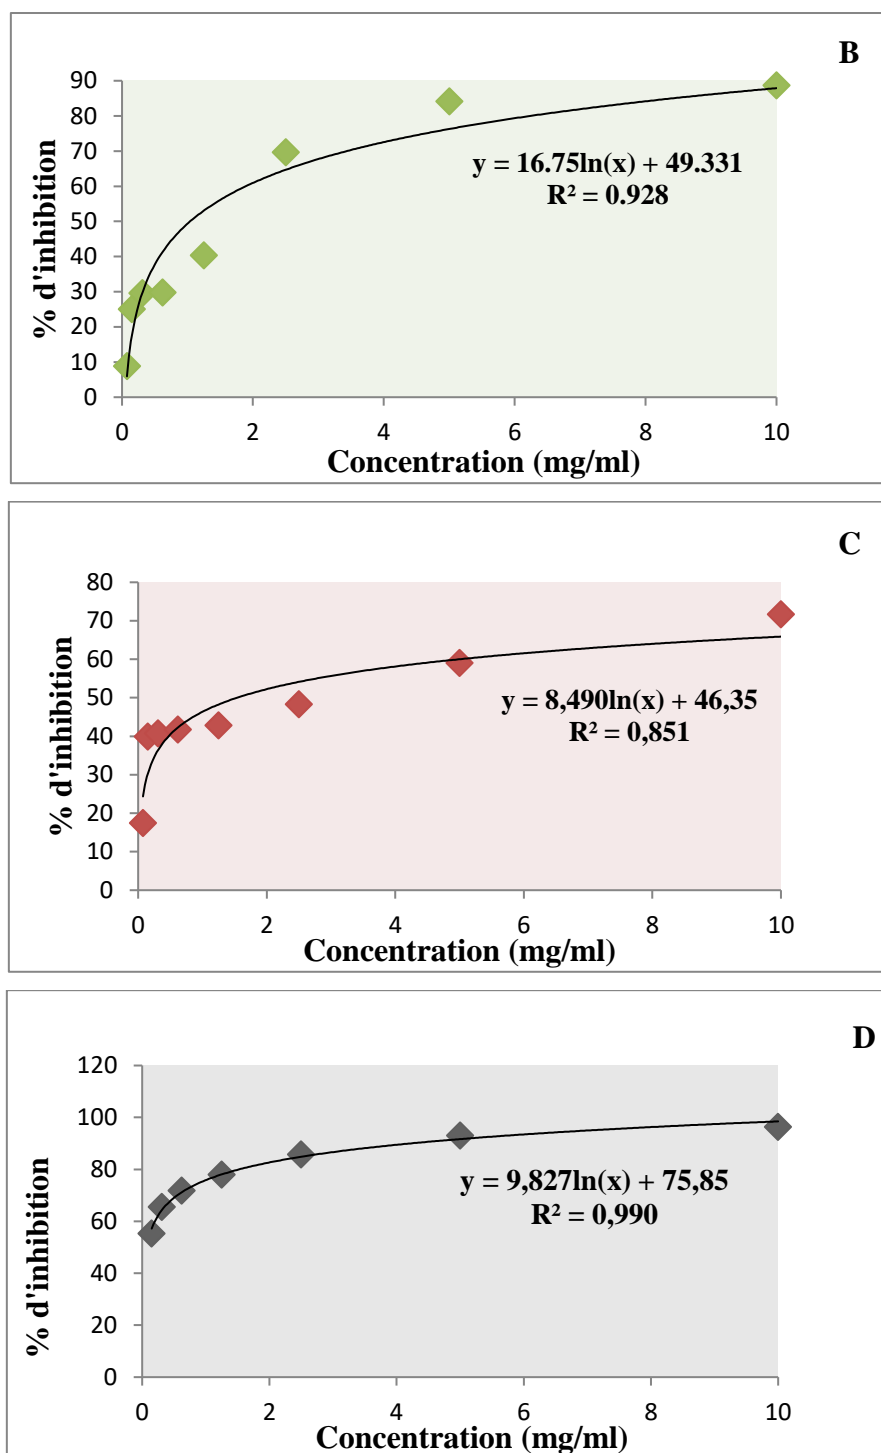 B
90
80
70
60
50
40
30
20
10
0
% d'inhibition
y = 16.75ln(x) + 49.331
R² = 0.928
0 2 4 6 8 10
Concentration (mg/ml)
C
80
70
60
50
40
30
20
10
0
% d'inhibition
y = 8,490ln(x) + 46,35
R² = 0,851
0 2 4 6 8 10
Concentration (mg/ml)
D
120
100
80
60
40
20
0
% d'inhibition
y = 9,827ln(x) + 75,85
R² = 0,990
0 2 4 6 8 10
Concentration (mg/ml)